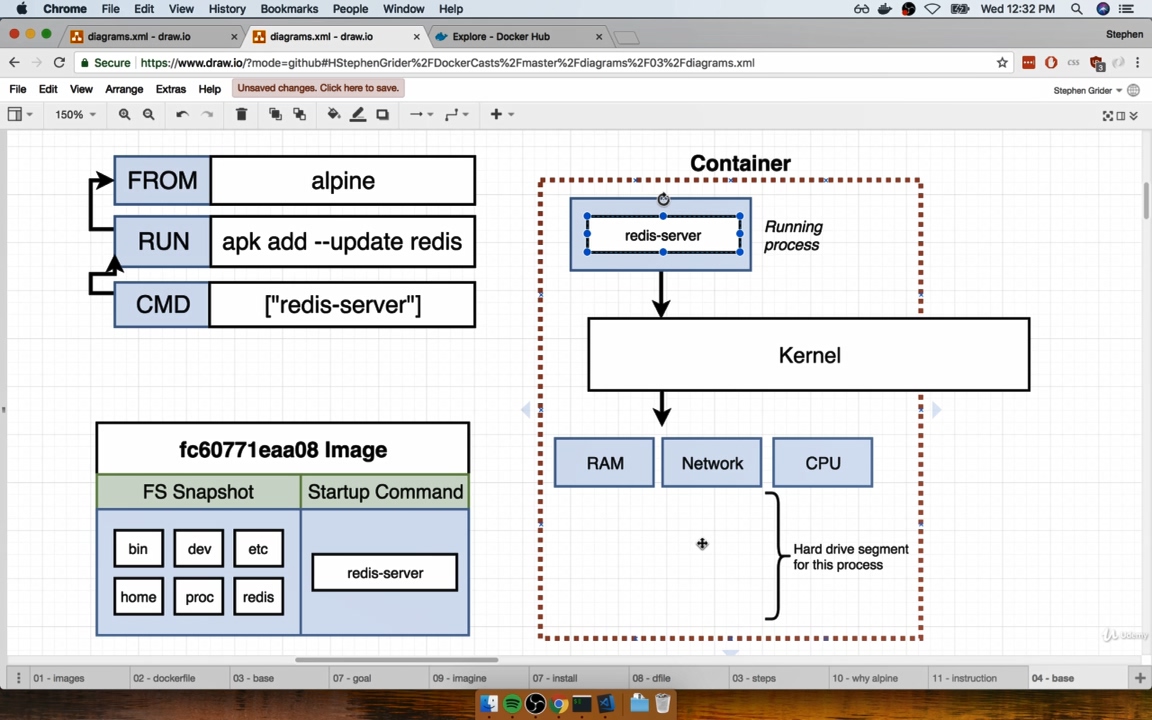 Chrome File Edit View History Bookmarks People Window Help
Wed 12:32 PM
diagrams.xml - draw.io
diagrams.xml - draw.io
Explore - Docker Hub
Stephen
Secure https://www.draw.io/?mode=github#HStephenGrider%2FDockerCasts%2Fmaster%2Fdiagrams%2F03%2Fdiagrams.xml
css
3
File Edit View Arrange Extras Help
Unsaved changes. Click here to save.
Stephen Grider
150%
FROM alpine
RUN apk add --update redis
CMD ["redis-server"]
fc60771eaa08 Image
FS Snapshot Startup Command
bin dev etc
home proc redis
redis-server
Container
redis-server
Running
process
Kernel
RAM Network CPU
Hard drive segment
for this process
Udemy
01 - images 02 - dockerfile 03 - base 07 - goal 09 - imagine 07 - install 08 - dfile 03 - steps 10 - why alpine 11 - instruction 04 - base